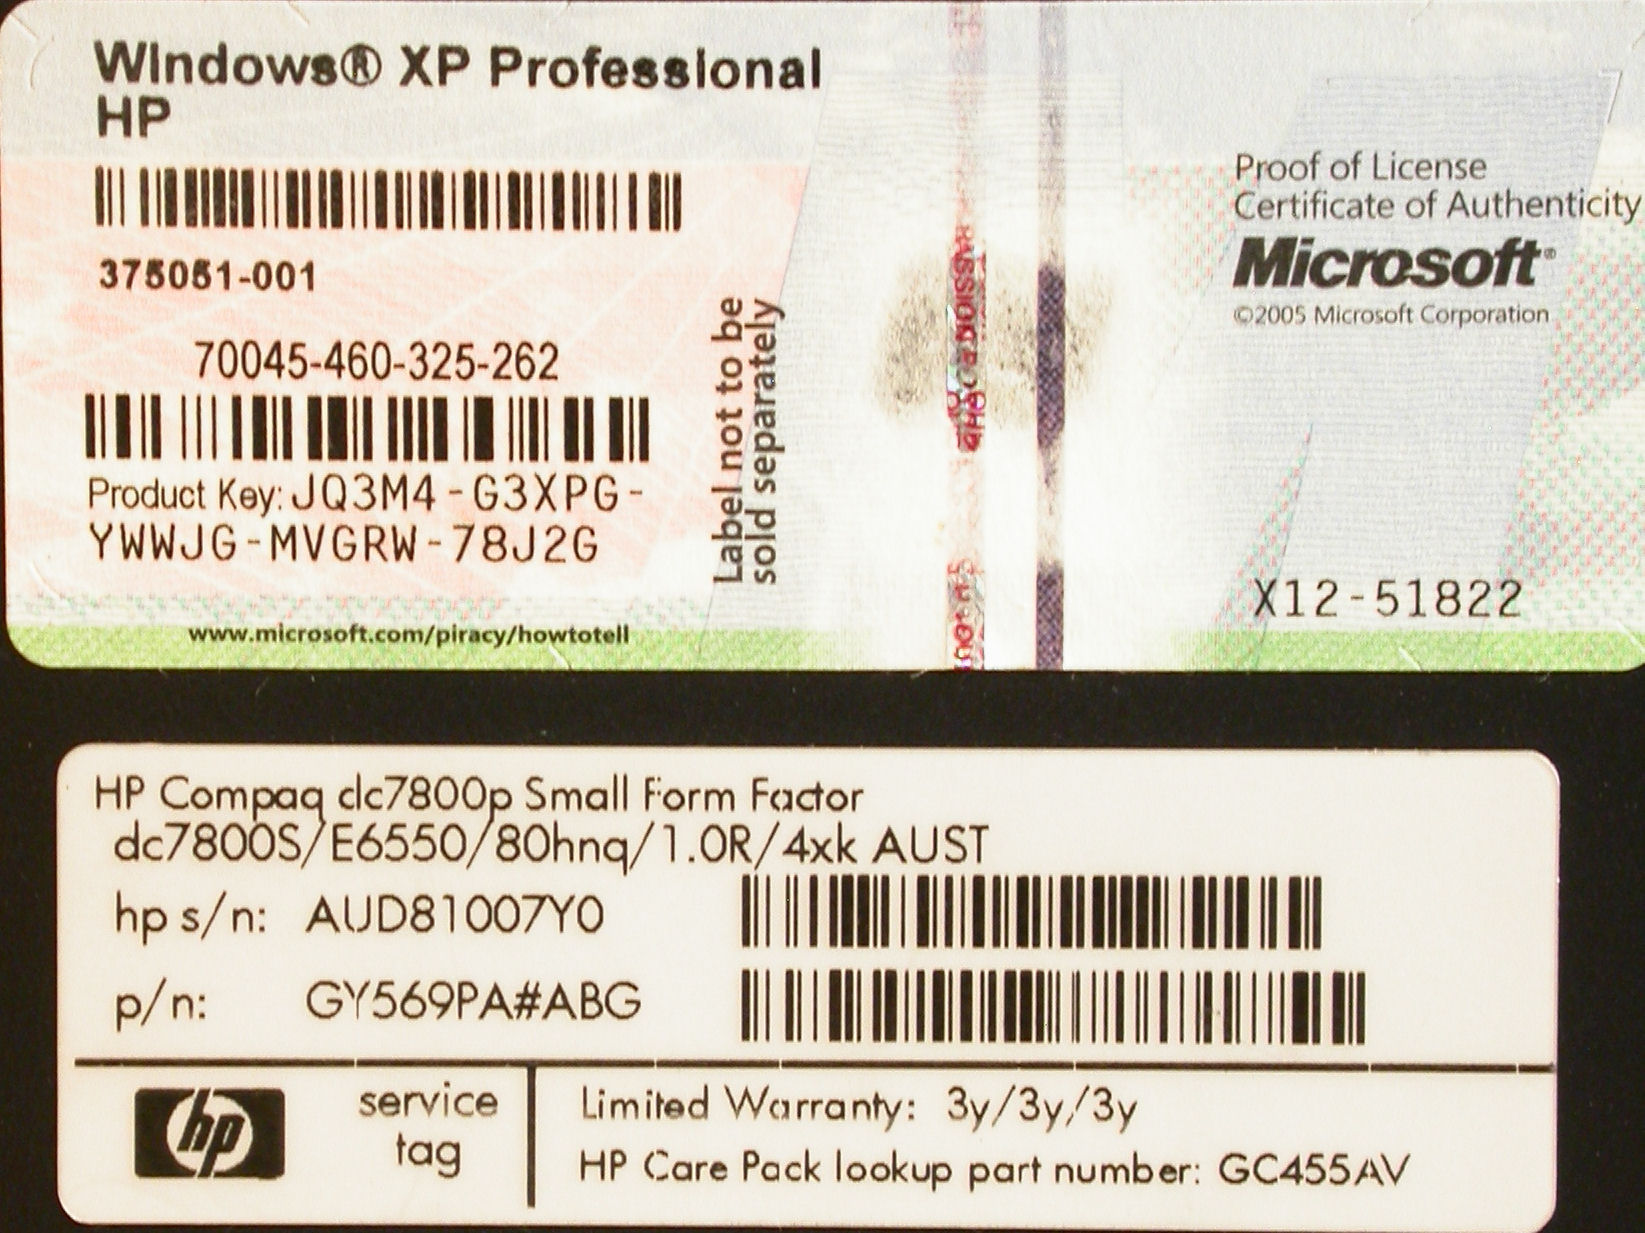 Windows® XP Professional
HP
375051-001
70045-460-325-262
Product Key: JQ3M4-G3XPG-
YWWJG-MVGRW-78J2G
www.microsoft.com/piracy/howtotell
Label not to be
sold separately
Proof of License
Certificate of Authenticity
Microsoft®
©2005 Microsoft Corporation
X12-51822
HP Compaq dc7800p Small Form Factor
dc7800S/E6550/80hnq/1.0R/4xk AUST
hp s/n: AUD81007Y0
p/n: GY569PA#ABG
hp
service
tag
Limited Warranty: 3y/3y/3y
HP Care Pack lookup part number: GC455AV